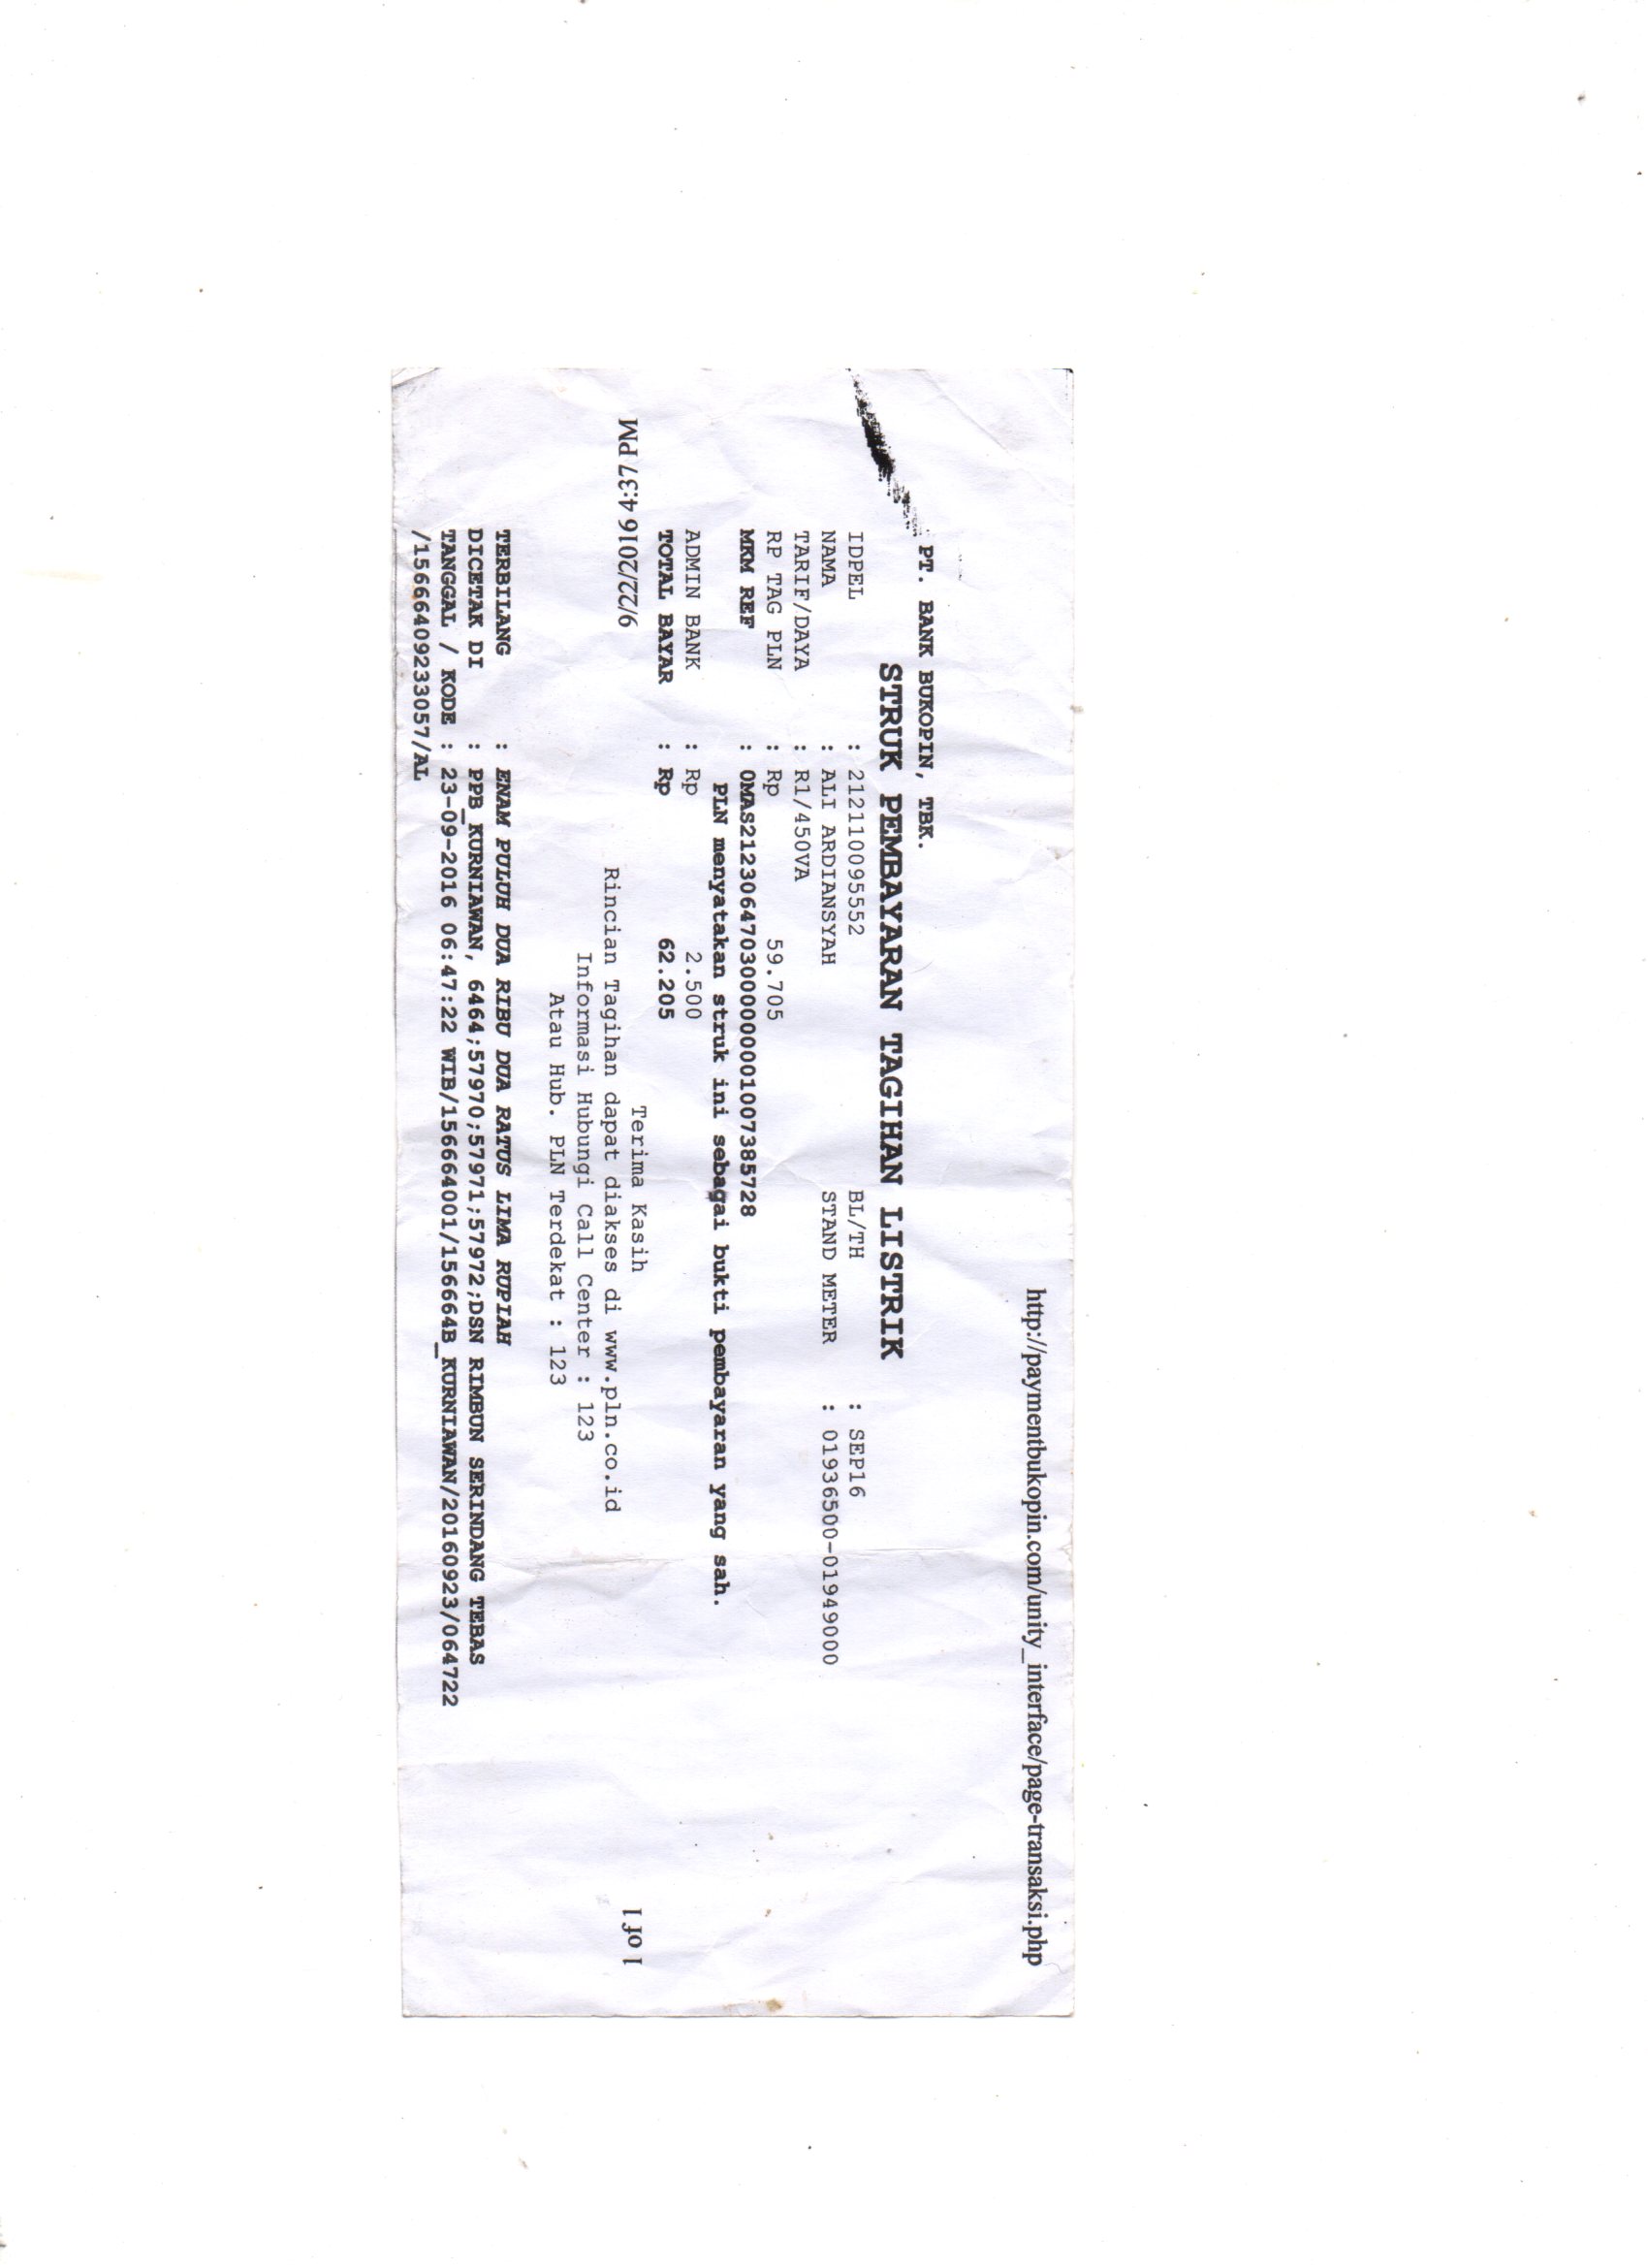 http://paymentbukopin.com/unity_interface/page-transaksi.php
PT. BANK BUKOPIN, TBK.
STRUK PEMBAYARAN TAGIHAN LISTRIK
IDPEL : 212110095552 BL/TH : SEP16
NAMA : ALI ARDIANSYAH STAND METER : 01936500-01949000
TARIF/DAYA : R1/450VA
RP TAG PLN : Rp 59.705
MKM REF : 0MAS2123064703000000001007385728
PLN menyatakan struk ini sebagai bukti pembayaran yang sah.
ADMIN BANK : Rp 2.500
TOTAL BAYAR : Rp 62.205
Terima Kasih
Rincian Tagihan dapat diakses di www.pln.co.id
Informasi Hubungi Call Center : 123
Atau Hub. PLN Terdekat : 123
9/22/2016 4:37 PM
1 of 1
TERBILANG : ENAM PULUH DUA RIBU DUA RATUS LIMA RUPIAH
DICETAK DI : PPB_KURNIAWAN, 6464;57970;57971;57972;DSN RIMBUN SERINDANG TEBAS
TANGGAL / KODE : 23-09-2016 06:47:22 WIB/156664001/156664B_KURNIAWAN/20160923/064722
/1566640923057/AL